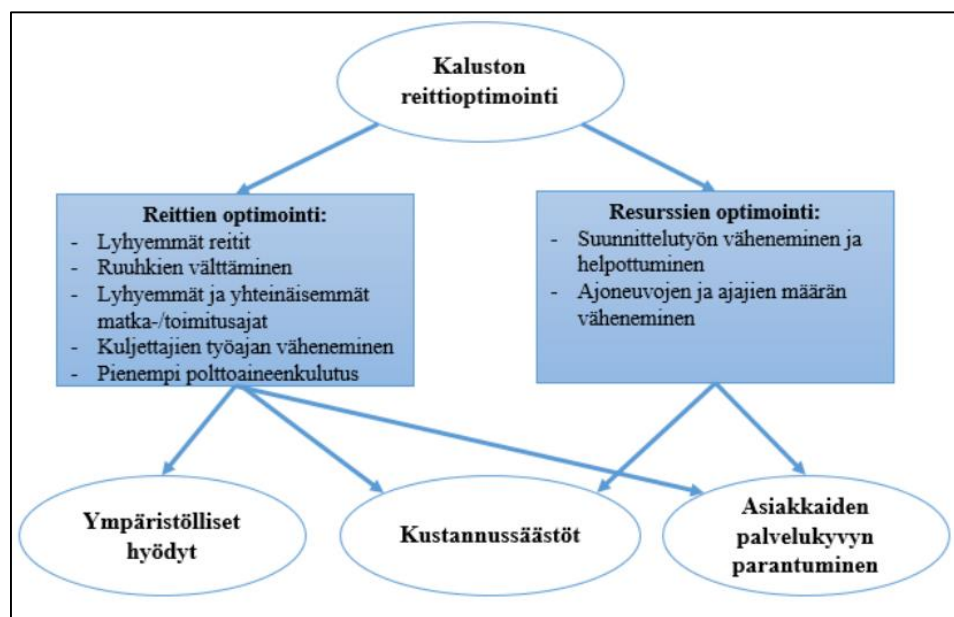 Kaluston
reittioptimointi
Reittien optimointi:
- Lyhyemmät reitit
- Ruuhkien välttäminen
- Lyhyemmät ja yhteinäisemmät
matka-/toimitusajat
- Kuljettajien työajan väheneminen
- Pienempi polttoaineenkulutus
Resurssien optimointi:
- Suunnittelutyön väheneminen ja
helpottuminen
- Ajoneuvojen ja ajajien määrän
väheneminen
Ympäristölliset
hyödyt
Kustannussäästöt
Asiakkaiden
palvelukyvyn
parantuminen